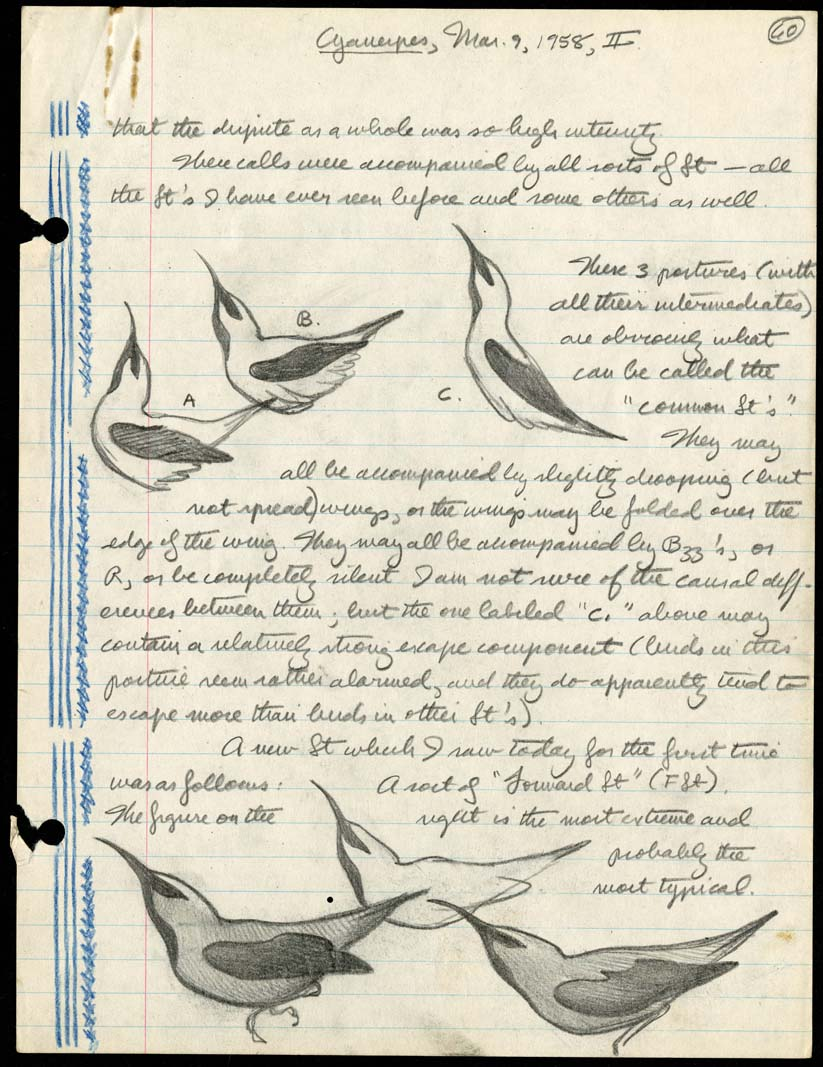 Cyanerpes, Mar. 9, 1958, II
60
that the dispute as a whole was so high intensity.
These calls were accompanied by all sorts of St — all
the St's I have ever seen before and some others as well.
These 3 postures (with
all their intermediates)
are obviously what
can be called the
"common St's".
They may
A
B.
C.
all be accompanied by slightly drooping (but
not spread) wings, or the wings may be folded over the
edge of the wing. They may all be accompanied by B33's, or
R, or be completely silent. I am not sure of the causal diff-
erences between them; but the one labeled "C." above may
contain a relatively strong escape component (birds in this
posture seem rather alarmed, and they do apparently tend to
escape more than birds in other St's).
A new St which I saw today for the first time
was as follows: A sort of "Forward St" (F St).
The figure on the right is the most extreme and
probably the
most typical.